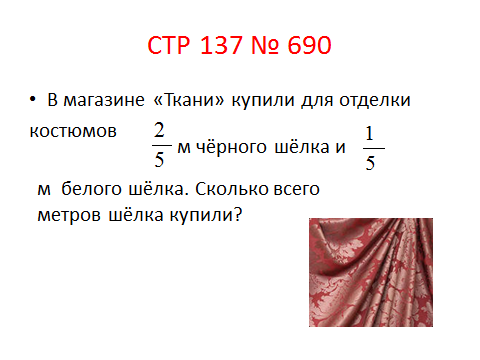 СТР 137 № 690
• В магазине «Ткани» купили для отделки
костюмов 2/5 м чёрного шёлка и 1/5
м белого шёлка. Сколько всего
метров шёлка купили?